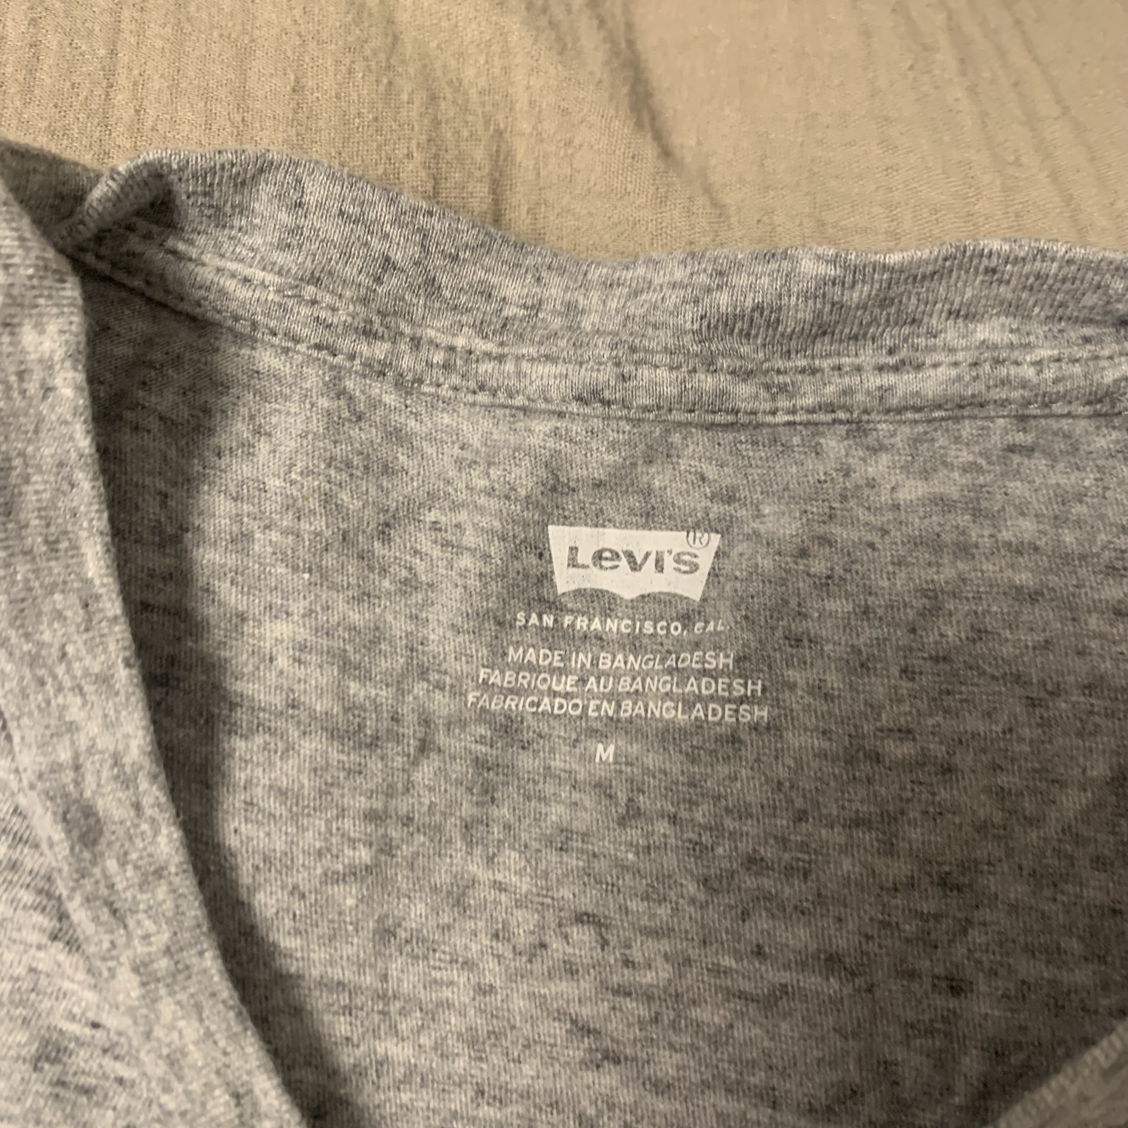 Levi's®
SAN FRANCISCO, CAL
MADE IN BANGLADESH
FABRIQUE AU BANGLADESH
FABRICADO EN BANGLADESH
M